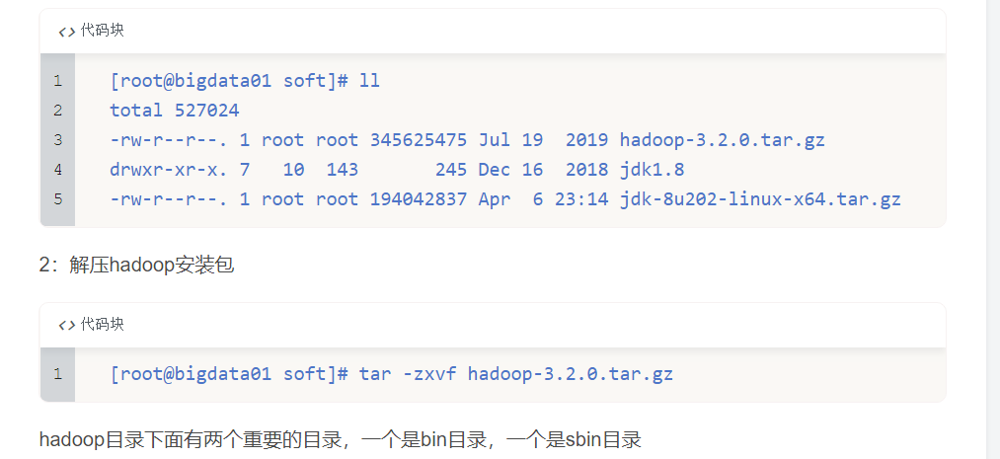 <> 代码块
1 [root@bigdata01 soft]# ll
2 total 527024
3 -rw-r--r--. 1 root root 345625475 Jul 19  2019 hadoop-3.2.0.tar.gz
4 drwxr-xr-x. 7   10  143       245 Dec 16  2018 jdk1.8
5 -rw-r--r--. 1 root root 194042837 Apr  6 23:14 jdk-8u202-linux-x64.tar.gz
2：解压hadoop安装包
<> 代码块
1 [root@bigdata01 soft]# tar -zxvf hadoop-3.2.0.tar.gz
hadoop目录下面有两个重要的目录，一个是bin目录，一个是sbin目录